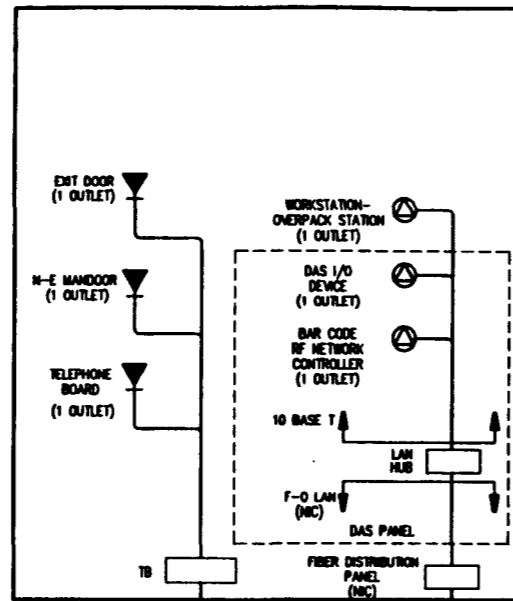 EXIT DOOR
(1 OUTLET)
N-E MANDOOR
(1 OUTLET)
TELEPHONE
BOARD
(1 OUTLET)
TB
WORKSTATION-
OVERPACK STATION
(1 OUTLET)
DAS I/O
DEVICE
(1 OUTLET)
BAR CODE
RF NETWORK
CONTROLLER
(1 OUTLET)
10 BASE T
LAN
HUB
F-O LAN
(NIC)
DAS PANEL
FIBER DISTRIBUTION
PANEL
(NIC)